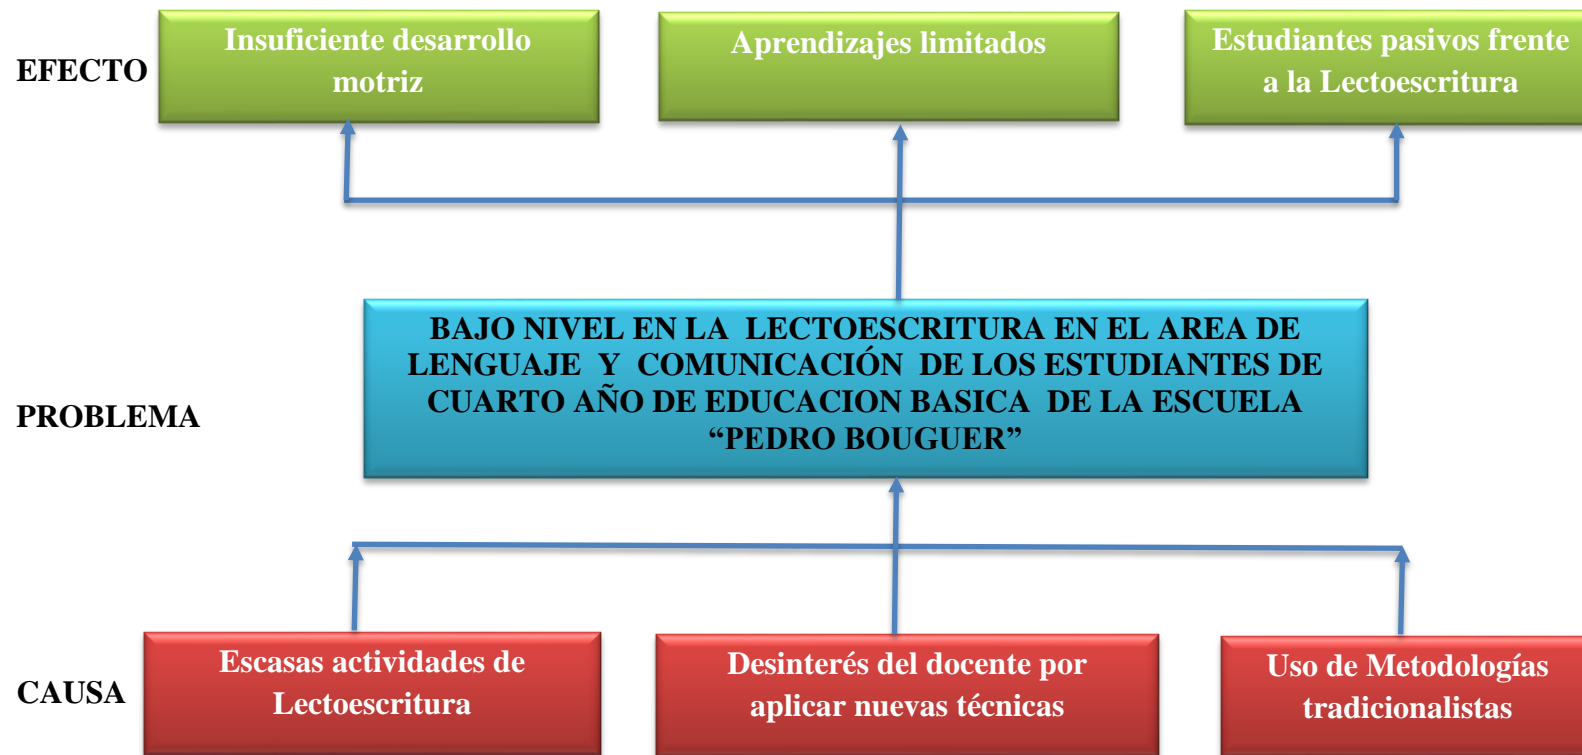 EFECTO
Insuficiente desarrollo
motriz
Aprendizajes limitados
Estudiantes pasivos frente
a la Lectoescritura
PROBLEMA
BAJO NIVEL EN LA LECTOESCRITURA EN EL AREA DE
LENGUAJE Y COMUNICACIÓN DE LOS ESTUDIANTES DE
CUARTO AÑO DE EDUCACION BASICA DE LA ESCUELA
“PEDRO BOUGUER”
CAUSA
Escasas actividades de
Lectoescritura
Desinterés del docente por
aplicar nuevas técnicas
Uso de Metodologías
tradicionalistas